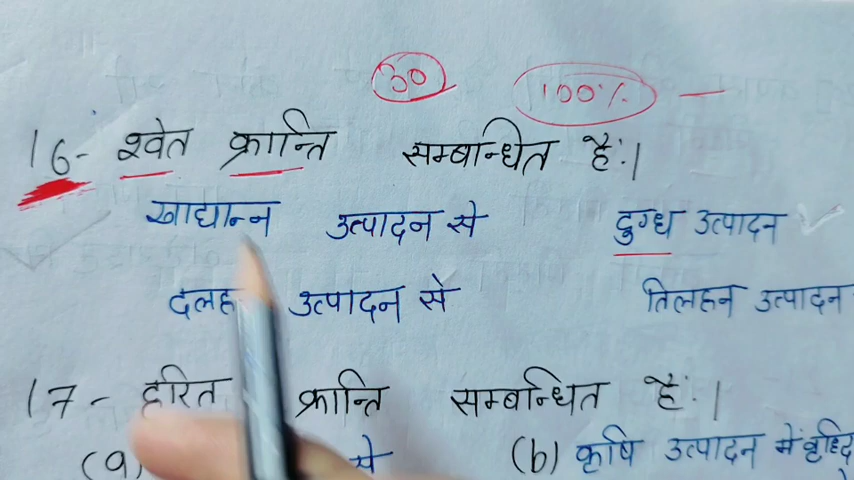 30 100%
16- श्वेत क्रान्ति सम्बन्धित हैं।
खाद्यान्न उत्पादन से दुग्ध उत्पादन
दलह उत्पादन से तिलहन उत्पादन
17- हरित क्रान्ति सम्बन्धित हैं।
(a) से (b) कृषि उत्पादन में वृध्दि